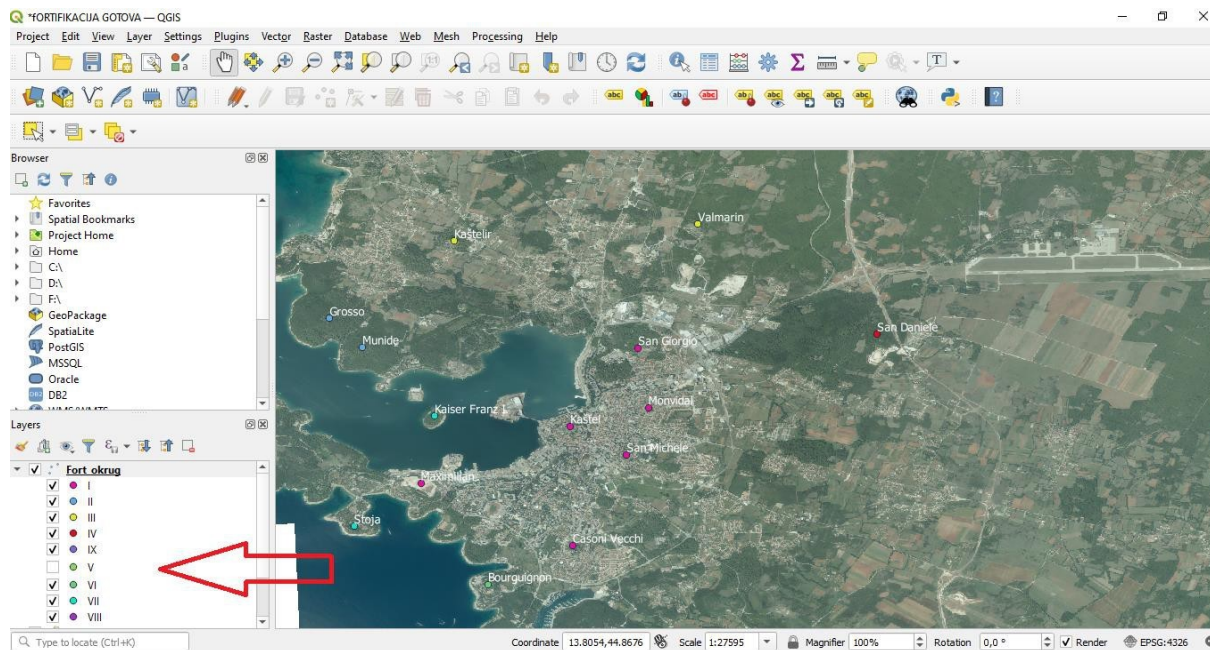 *FORTIFIKACIJA GOTOVA — QGIS
Project Edit View Layer Settings Plugins Vector Raster Database Web Mesh Processing Help
Browser
Favorites
Spatial Bookmarks
Project Home
Home
C:\
D:\
F:\
GeoPackage
SpatiaLite
PostGIS
MSSQL
Oracle
DB2
WMS/WMTS
Layers
Fort okrug
I
II
III
IV
IX
V
VI
VII
VIII
Valmarin
Kaštelir
Grosso
San Daniele
Munide
San Giorgio
Monvidal
Kaiser Franz I.
Kastel
San Michele
Maximilian
Stoja
Casoni Vecchi
Bourguignon
Type to locate (Ctrl+K)
Coordinate 13.8054,44.8676 Scale 1:27595 Magnifier 100% Rotation 0,0 ° Render EPSG:4326